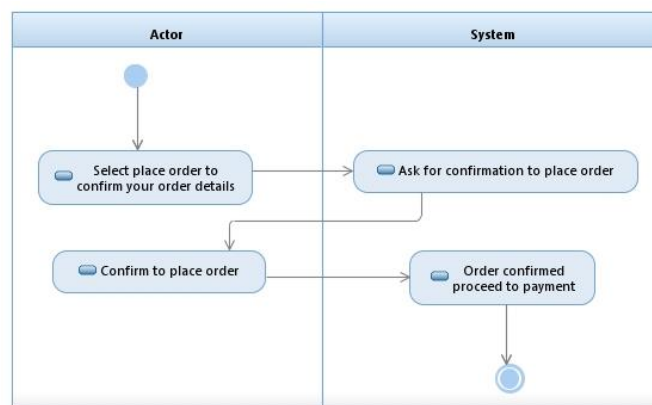 Actor
System
Select place order to
confirm your order details
Ask for confirmation to place order
Confirm to place order
Order confirmed
proceed to payment